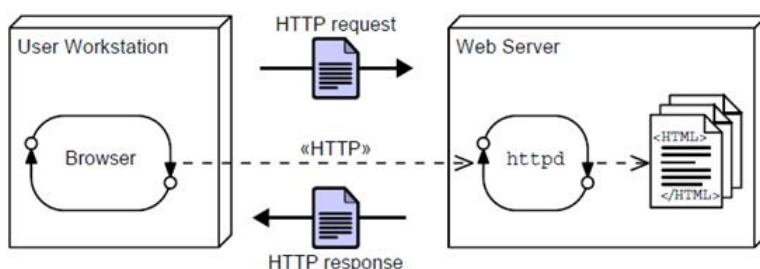 User Workstation
HTTP request
Web Server
Browser
«HTTP»
httpd
<HTML>
</HTML>
HTTP response